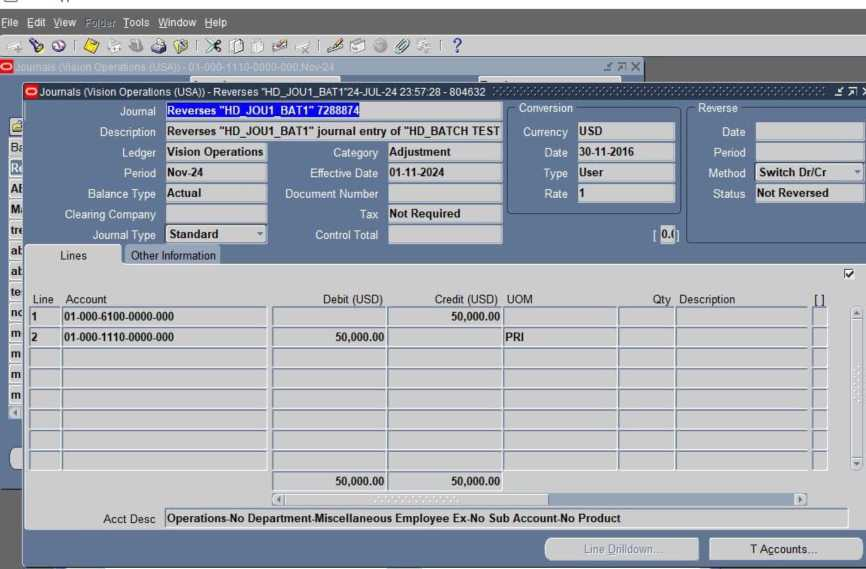 File Edit View Folder Tools Window Help
Journals (Vision Operations (USA)) - 01-000-1110-0000-000;Nov-24
Journals (Vision Operations (USA)) - Reverses "HD_JOU1_BAT1"24-JUL-24 23:57:28 - 804632
Journal Reverses "HD_JOU1_BAT1" 7288874
Description Reverses "HD_JOU1_BAT1" journal entry of "HD_BATCH TEST
Ledger Vision Operations Category Adjustment
Period Nov-24 Effective Date 01-11-2024
Balance Type Actual Document Number
Clearing Company Tax Not Required
Journal Type Standard Control Total
Conversion
Currency USD
Date 30-11-2016
Type User
Rate 1
Reverse
Date
Period
Method Switch Dr/Cr
Status Not Reversed
[ 0.( ]
Lines Other Information
Line Account Debit (USD) Credit (USD) UOM Qty Description [ ]
1 01-000-6100-0000-000 50,000.00
2 01-000-1110-0000-000 50,000.00 PRI
50,000.00 50,000.00
Acct Desc Operations-No Department-Miscellaneous Employee Ex-No Sub Account-No Product
Line Drilldown... T Accounts...